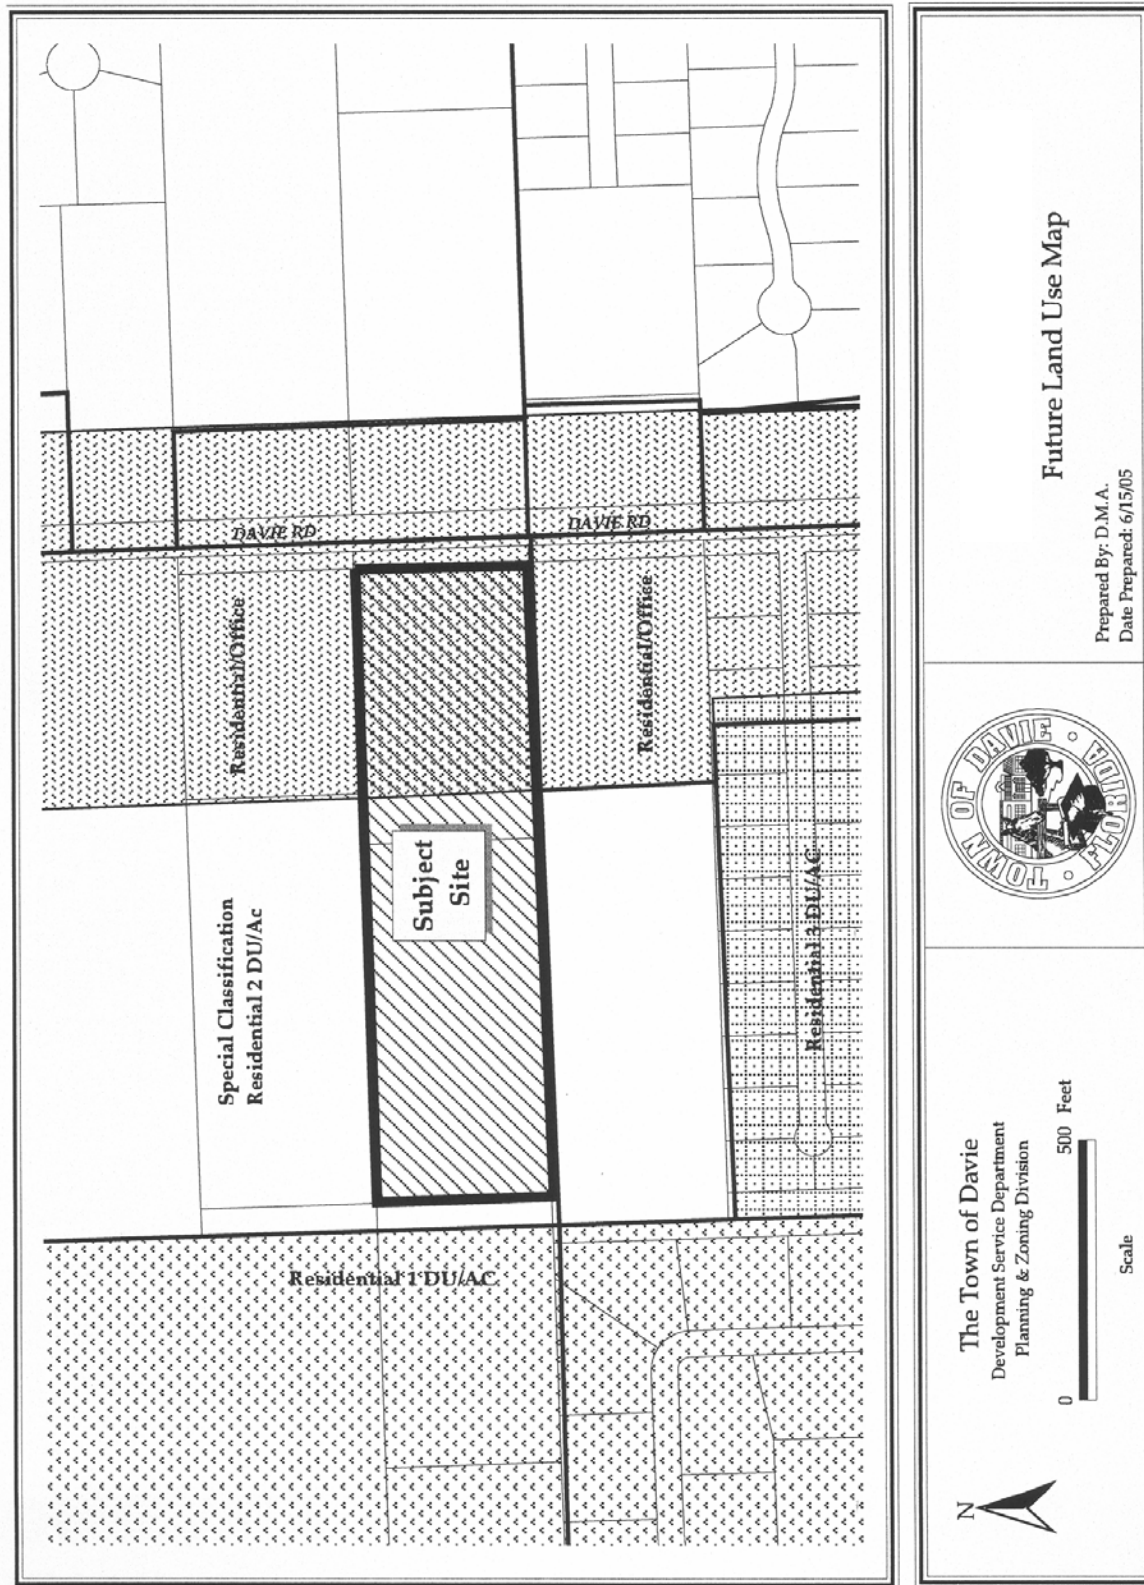 DAVIE RD
DAVIE RD
Residential/Office
Residential/Office
Special Classification
Residential 2 DU/Ac
Subject
Site
Residential 3 DU/AC
Residential 1 DU/AC
The Town of Davie
Development Service Department
Planning & Zoning Division
N
0
500 Feet
Scale
TOWN OF DAVIE
FLORIDA
Future Land Use Map
Prepared By: D.M.A.
Date Prepared: 6/15/05